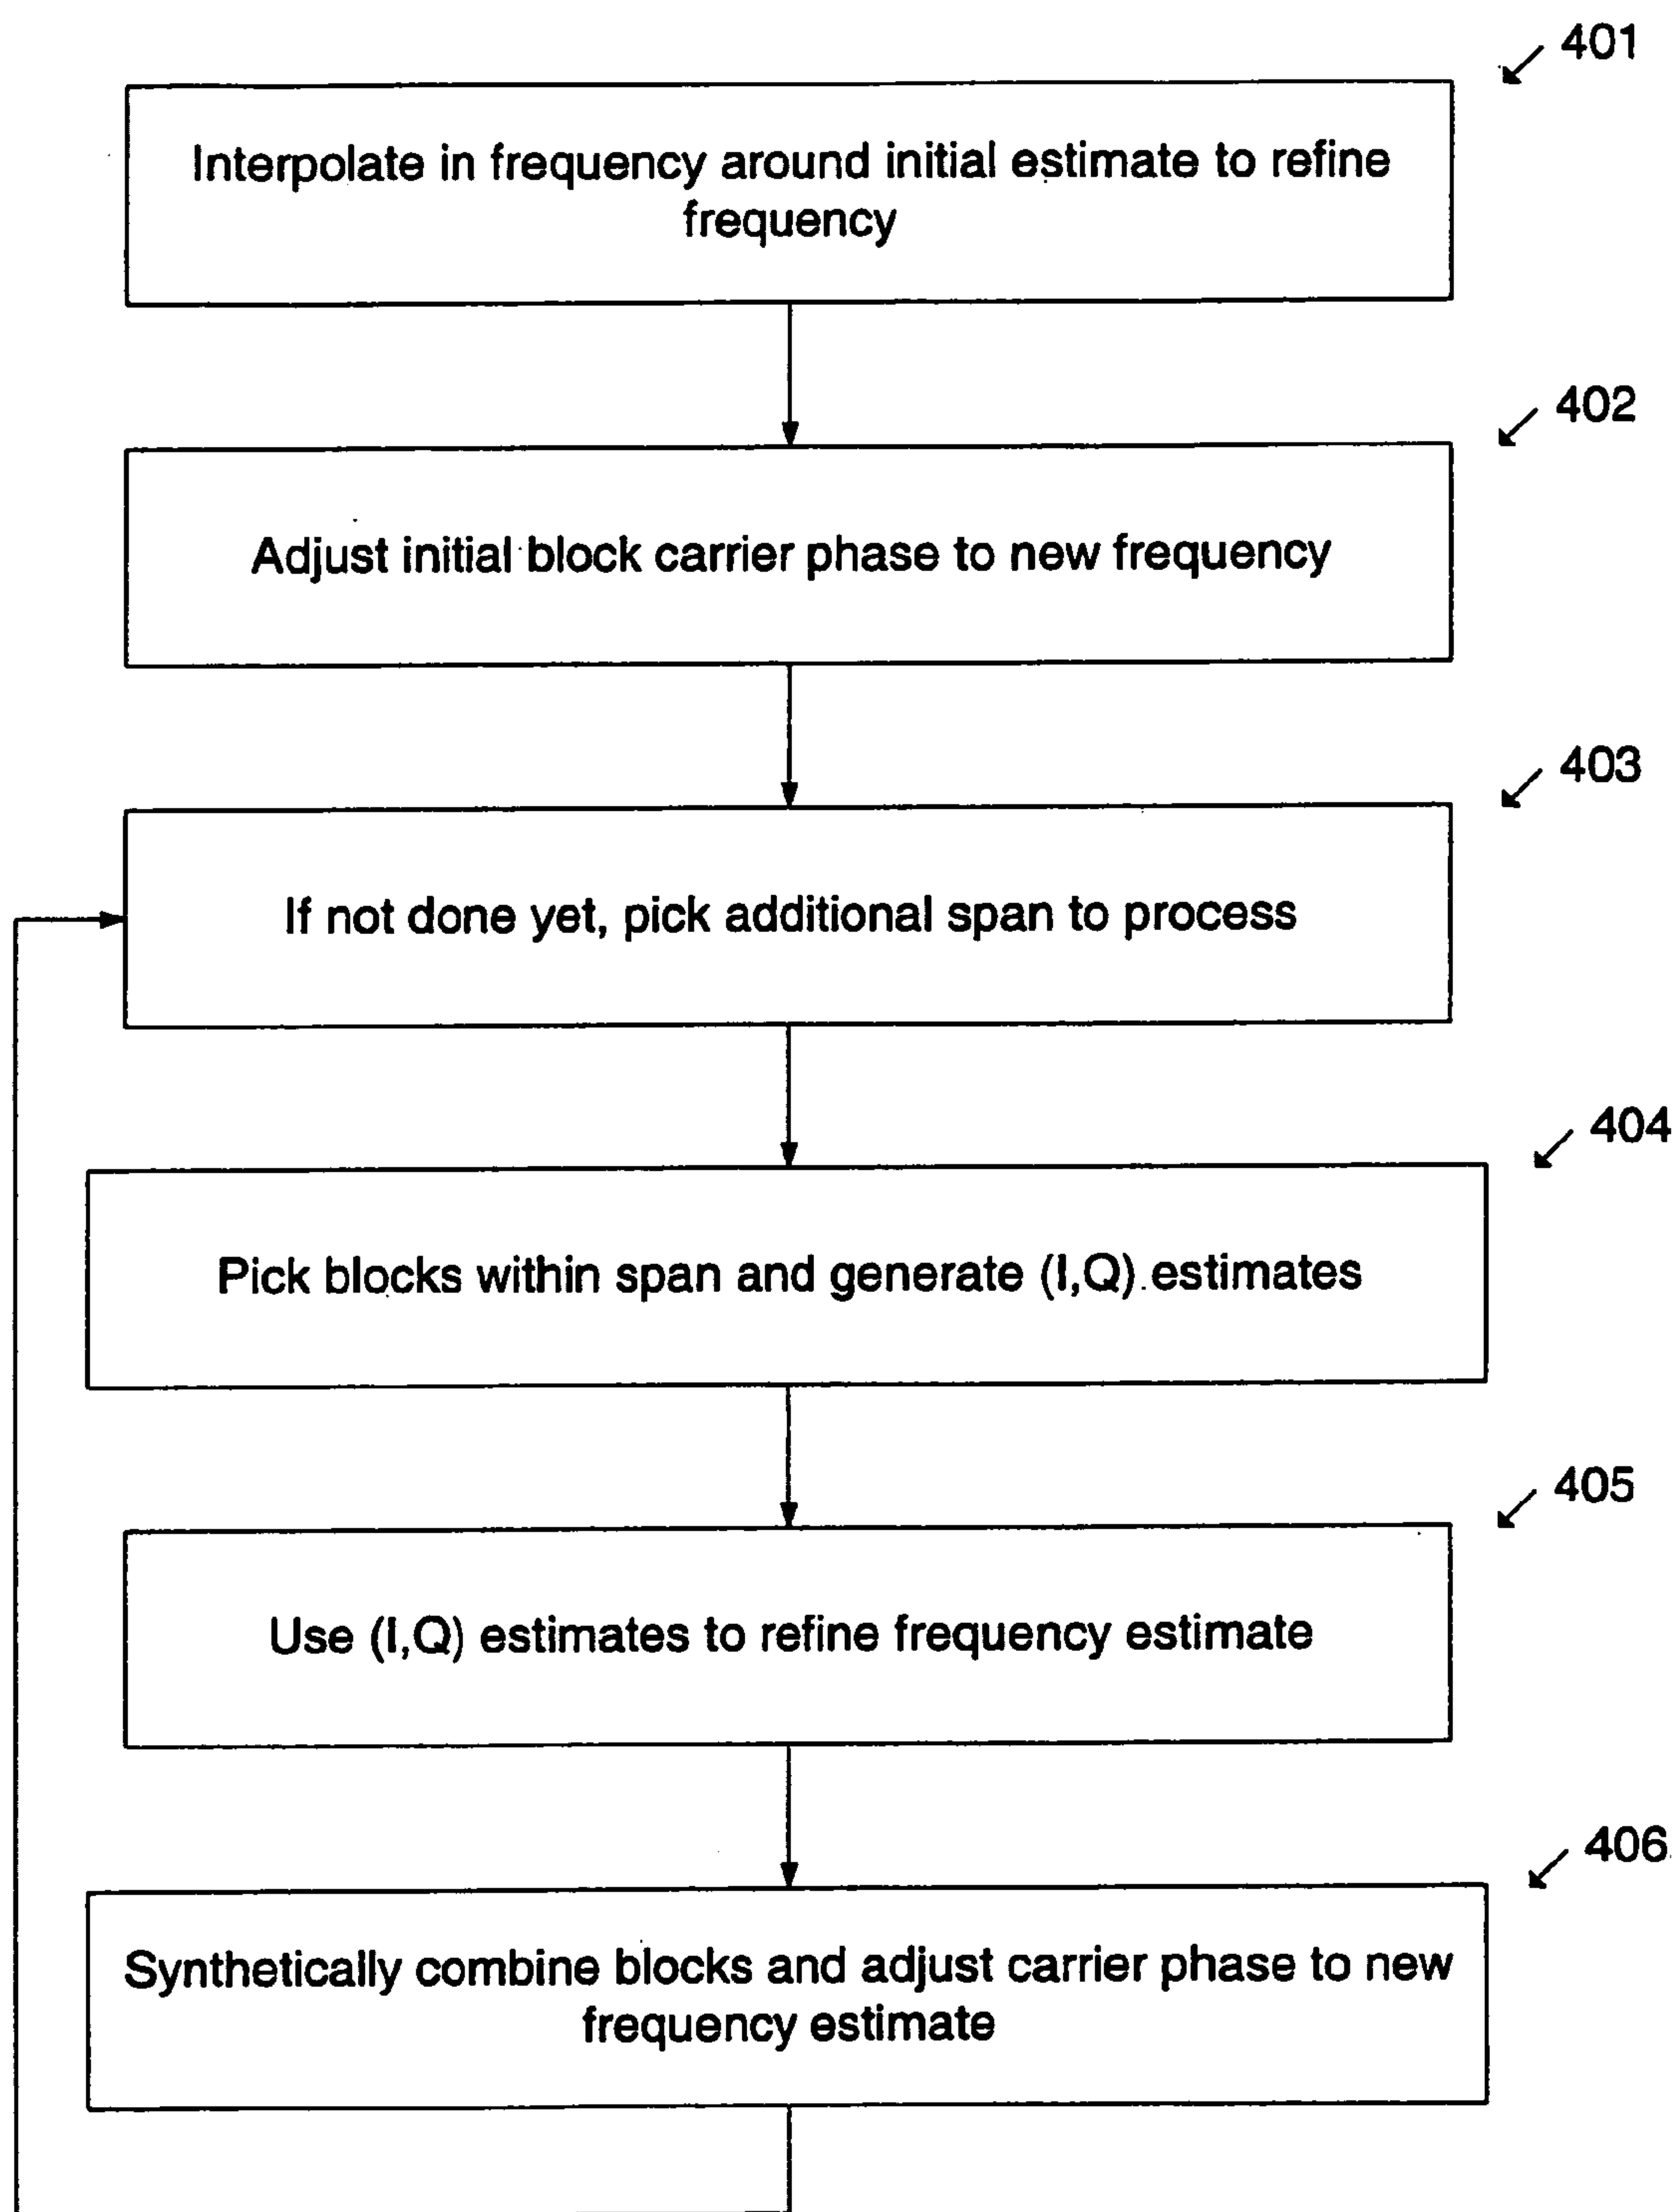 401
Interpolate in frequency around initial estimate to refine
frequency
402
Adjust initial block carrier phase to new frequency
403
If not done yet, pick additional span to process
404
Pick blocks within span and generate (I,Q) estimates
405
Use (I,Q) estimates to refine frequency estimate
406
Synthetically combine blocks and adjust carrier phase to new
frequency estimate